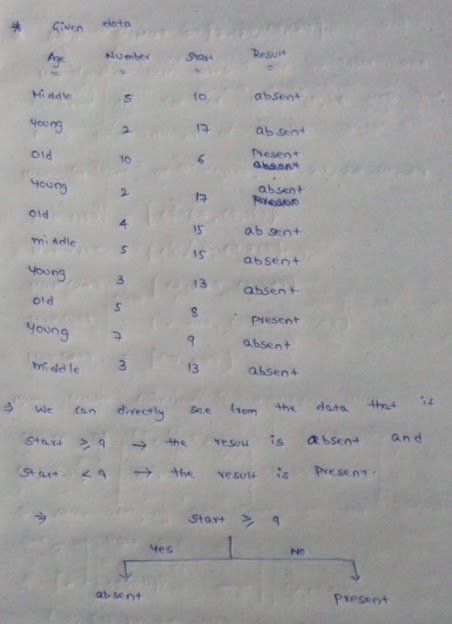 * Given data
Age Number Start Result
Middle 5 10 absent
young 2 17 absent
old 10 6 Present
absent
young 2 17 absent
Present
old 4 15 absent
middle 5 15 absent
young 3 13 absent
old 5 8 present
young 7 9 absent
middle 3 13 absent
⇒ We can directly see from the data that if
Start ≥ 9 → the result is absent and
Start < 9 → the result is Present.
⇒ Start ≥ 9
Yes No
absent Present